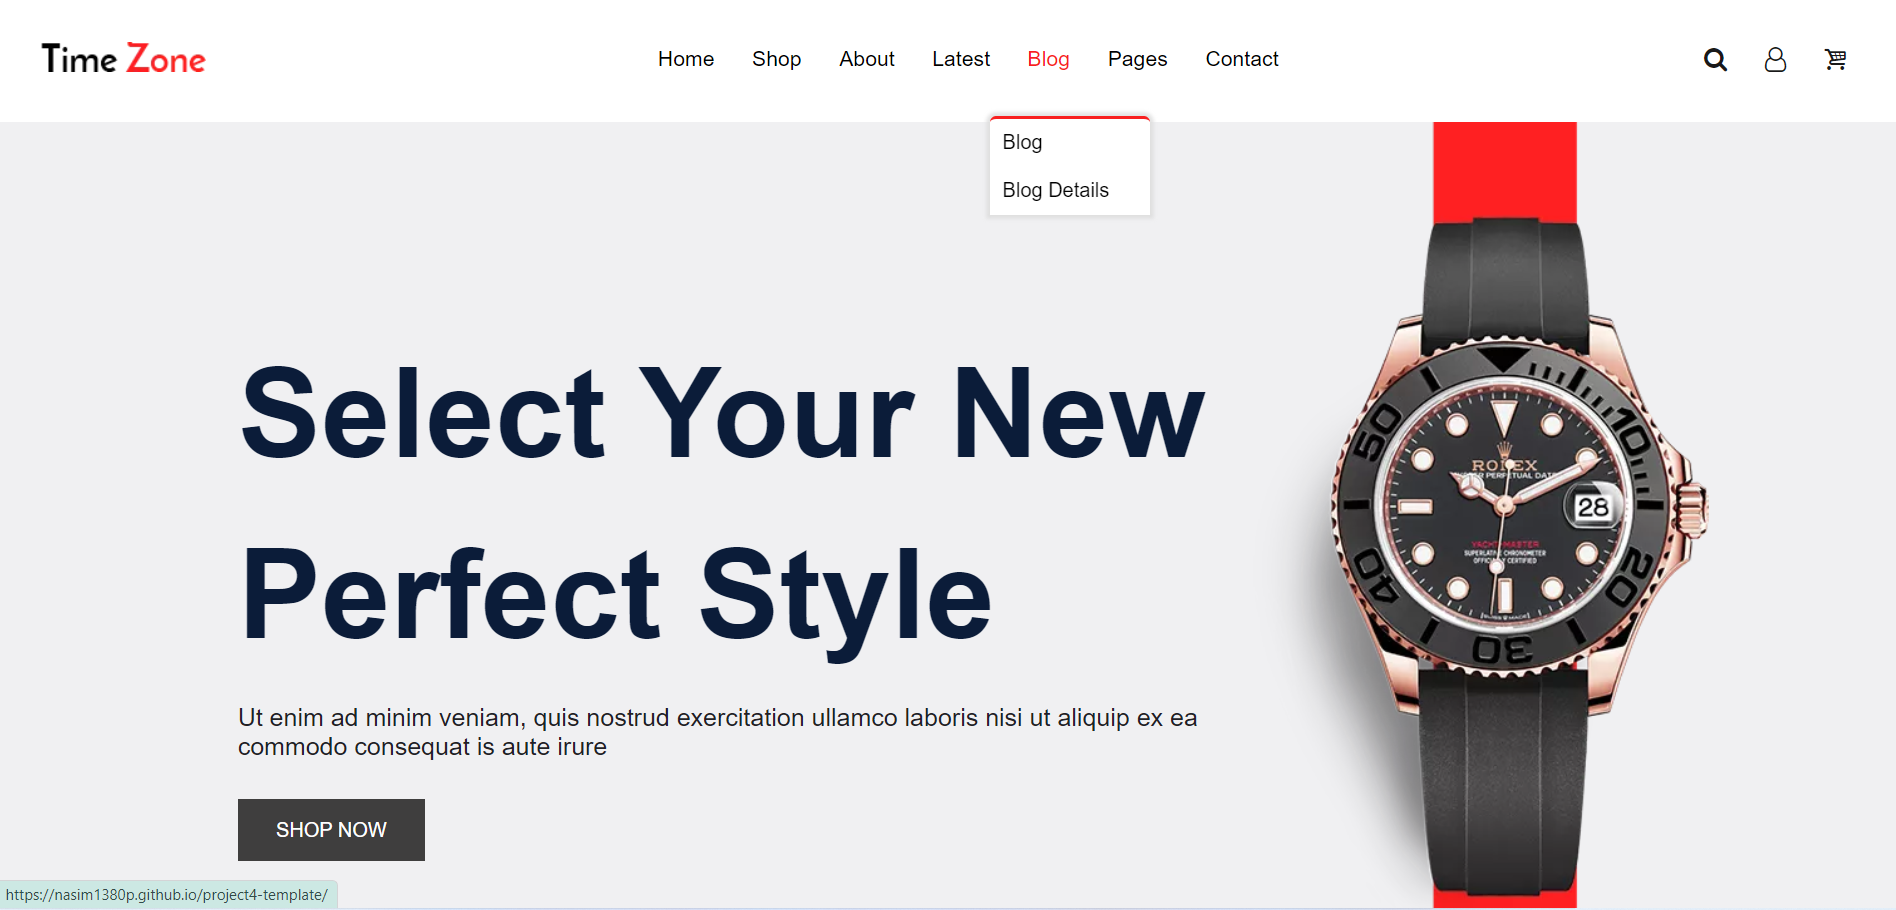 Time Zone
Home Shop About Latest Blog Pages Contact
Blog
Blog Details
Select Your New
Perfect Style
Ut enim ad minim veniam, quis nostrud exercitation ullamco laboris nisi ut aliquip ex ea
commodo consequat is aute irure
SHOP NOW
10
20
30
40
50
ROLEX
PERPETUAL DATE
28
YACHT-MASTER
SUPERLATIVE CHRONOMETER
OFFICIALLY CERTIFIED
SWISS MADE
https://nasim1380p.github.io/project4-template/